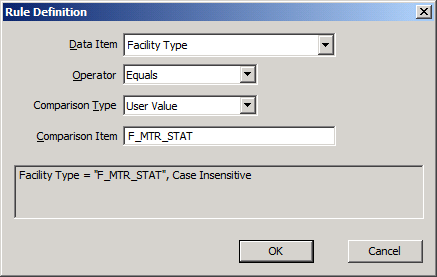 Rule Definition
Data Item Facility Type
Operator Equals
Comparison Type User Value
Comparison Item F_MTR_STAT
Facility Type = "F_MTR_STAT", Case Insensitive
OK Cancel